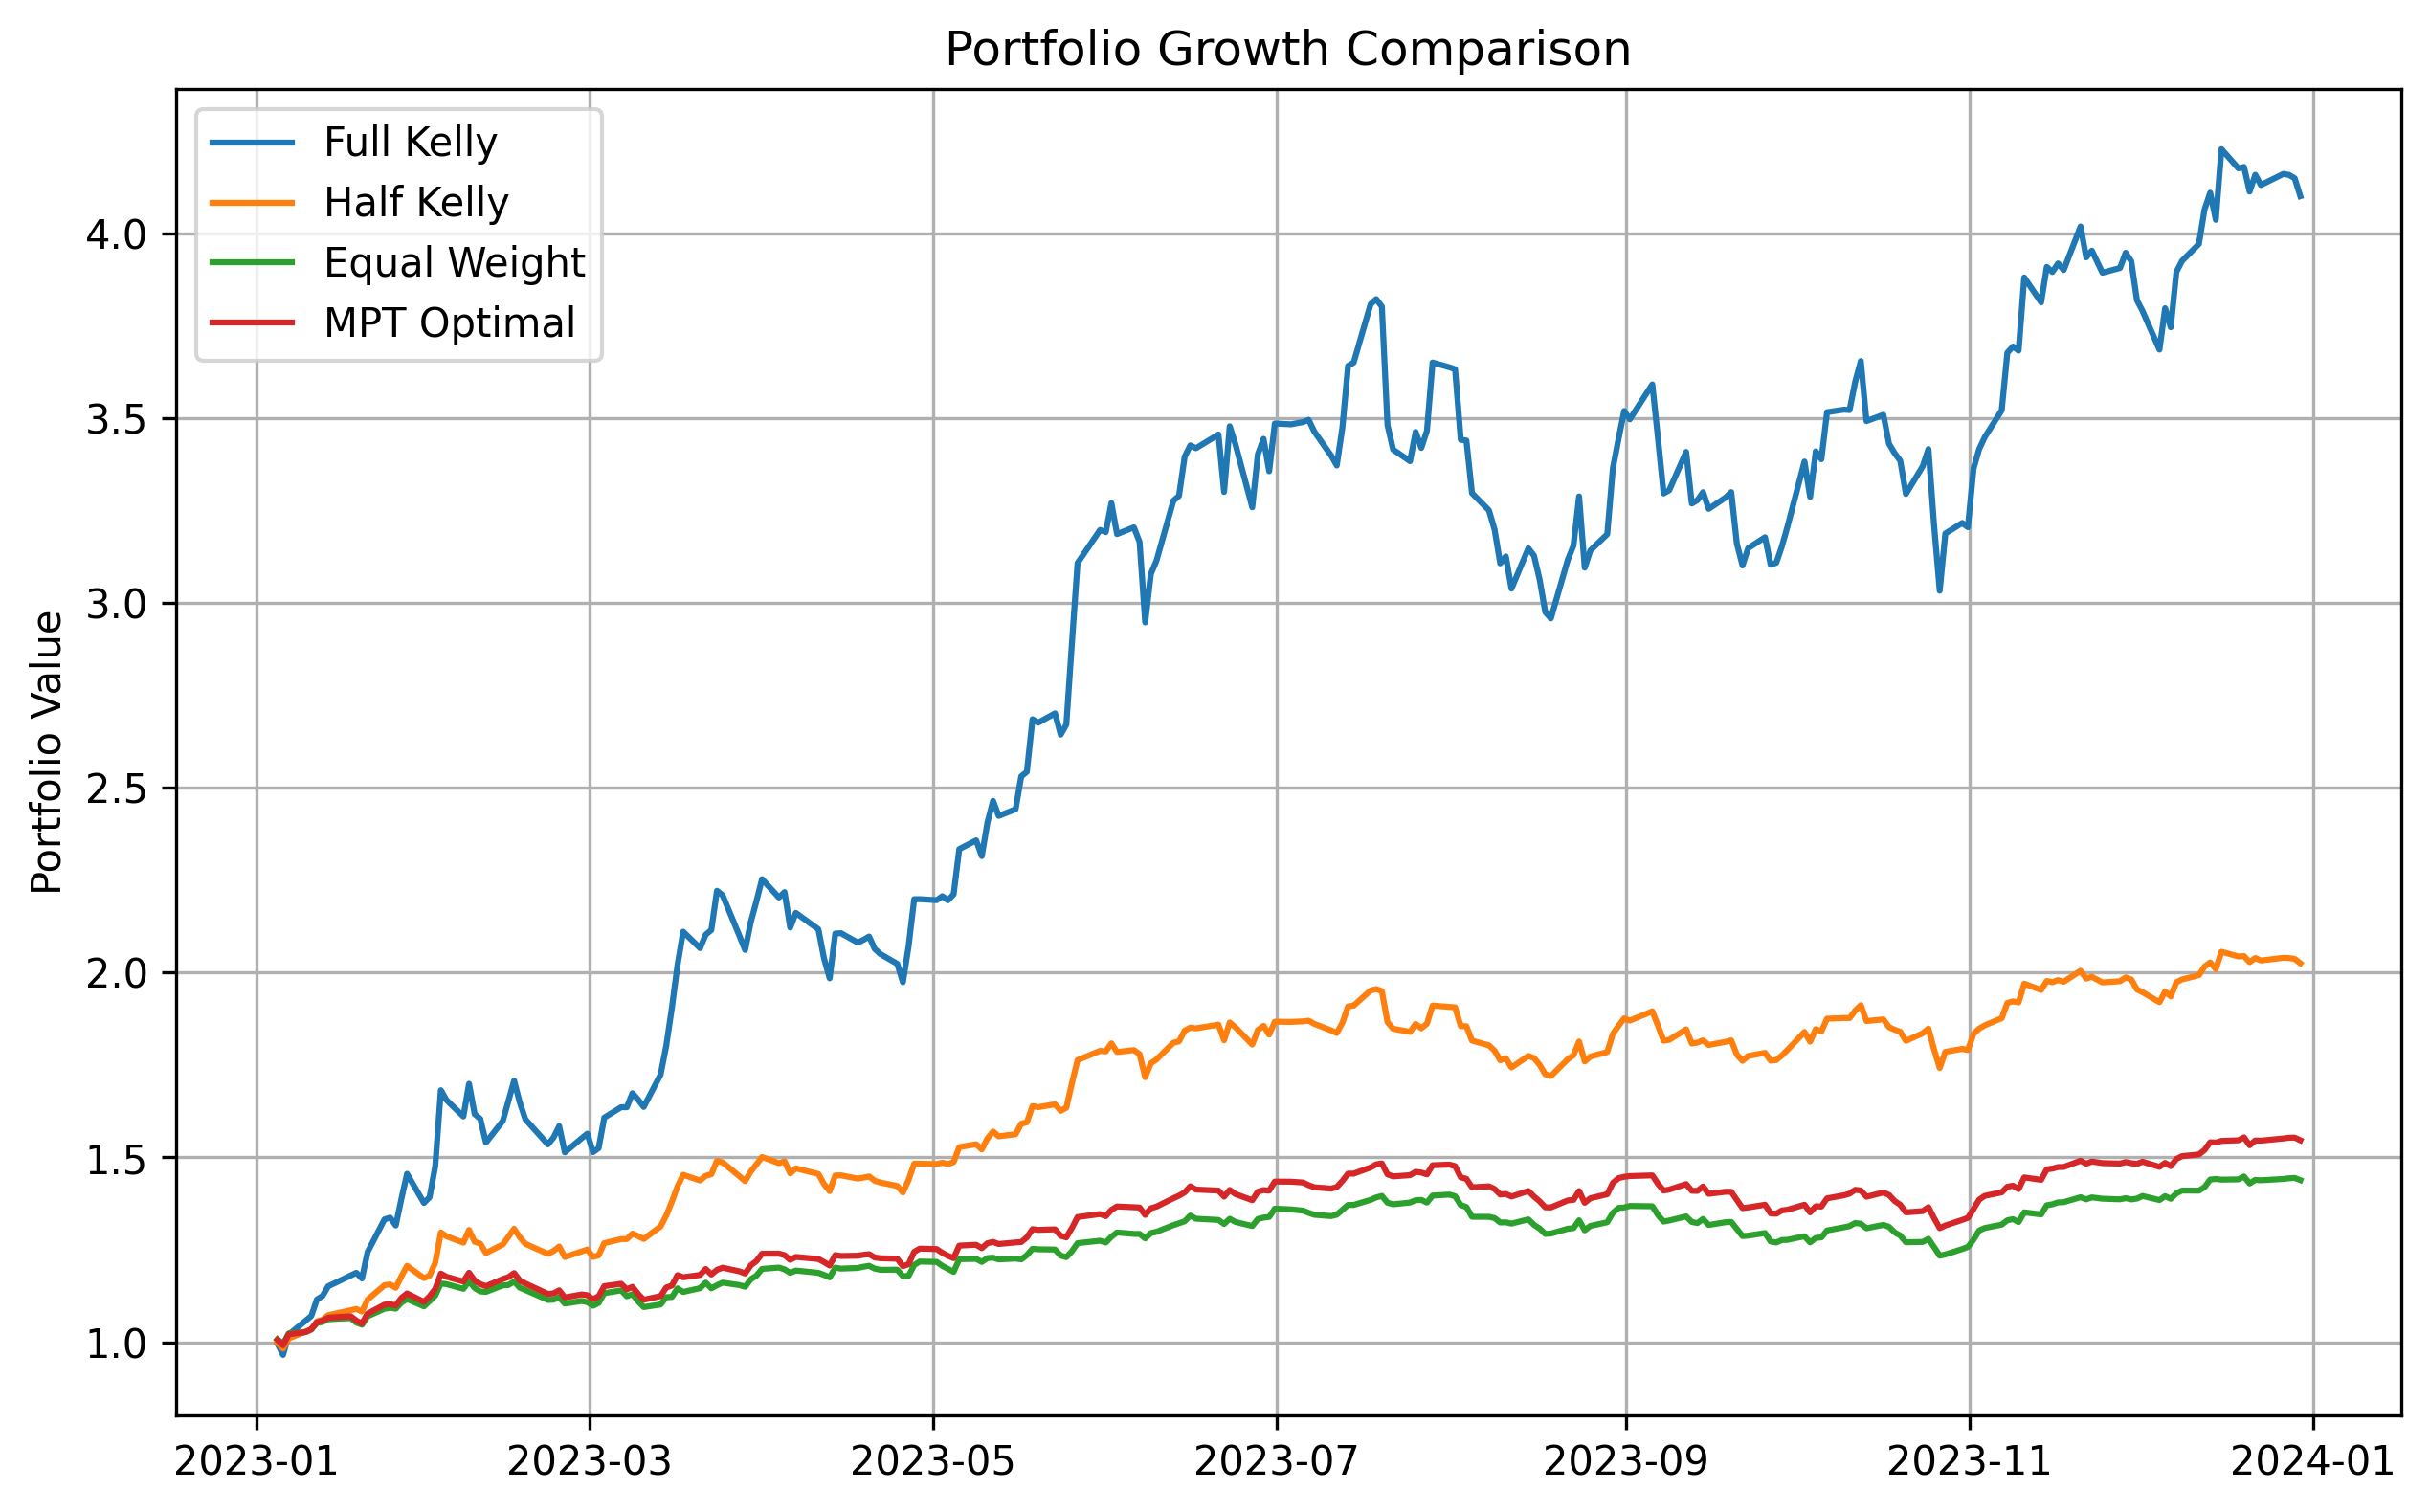 Portfolio Growth Comparison
Full Kelly
Half Kelly
Equal Weight
MPT Optimal
Portfolio Value
4.0
3.5
3.0
2.5
2.0
1.5
1.0
2023-01 2023-03 2023-05 2023-07 2023-09 2023-11 2024-01